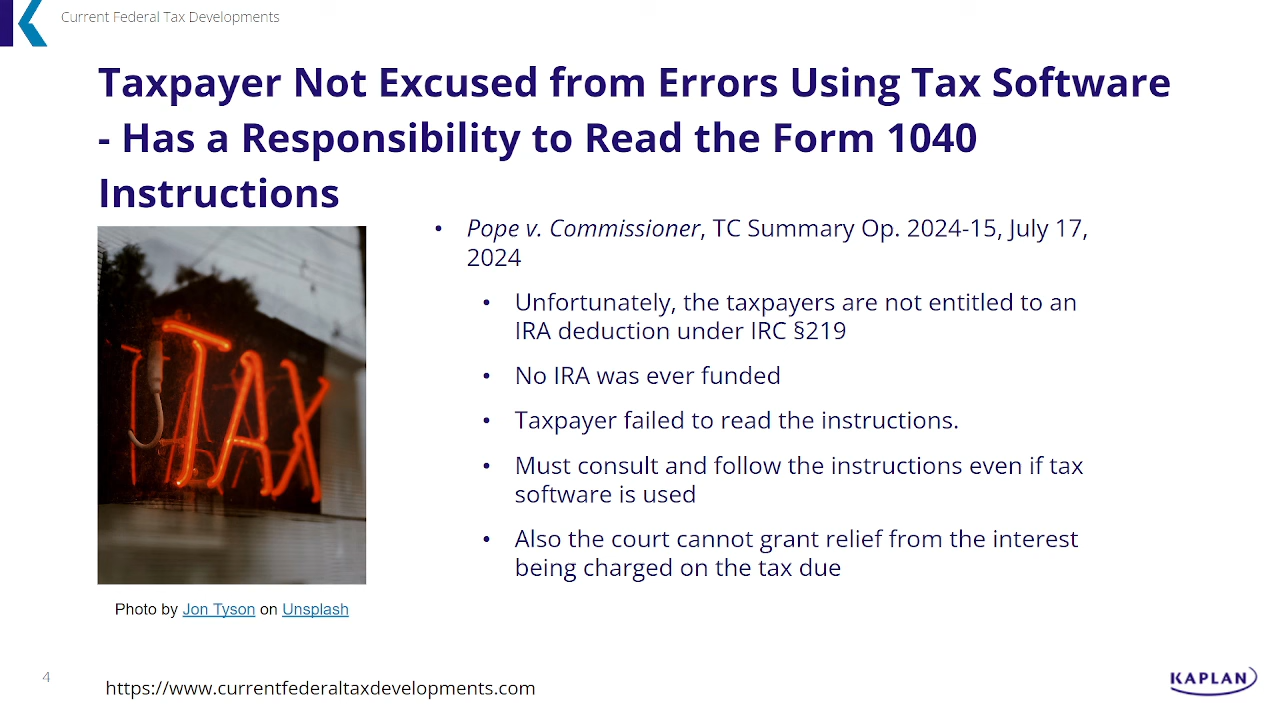 Current Federal Tax Developments
Taxpayer Not Excused from Errors Using Tax Software
- Has a Responsibility to Read the Form 1040
Instructions
• Pope v. Commissioner, TC Summary Op. 2024-15, July 17,
2024
• Unfortunately, the taxpayers are not entitled to an
IRA deduction under IRC §219
• No IRA was ever funded
• Taxpayer failed to read the instructions.
• Must consult and follow the instructions even if tax
software is used
• Also the court cannot grant relief from the interest
being charged on the tax due
TAX
Photo by Jon Tyson on Unsplash
4
https://www.currentfederaltaxdevelopments.com
KAPLAN